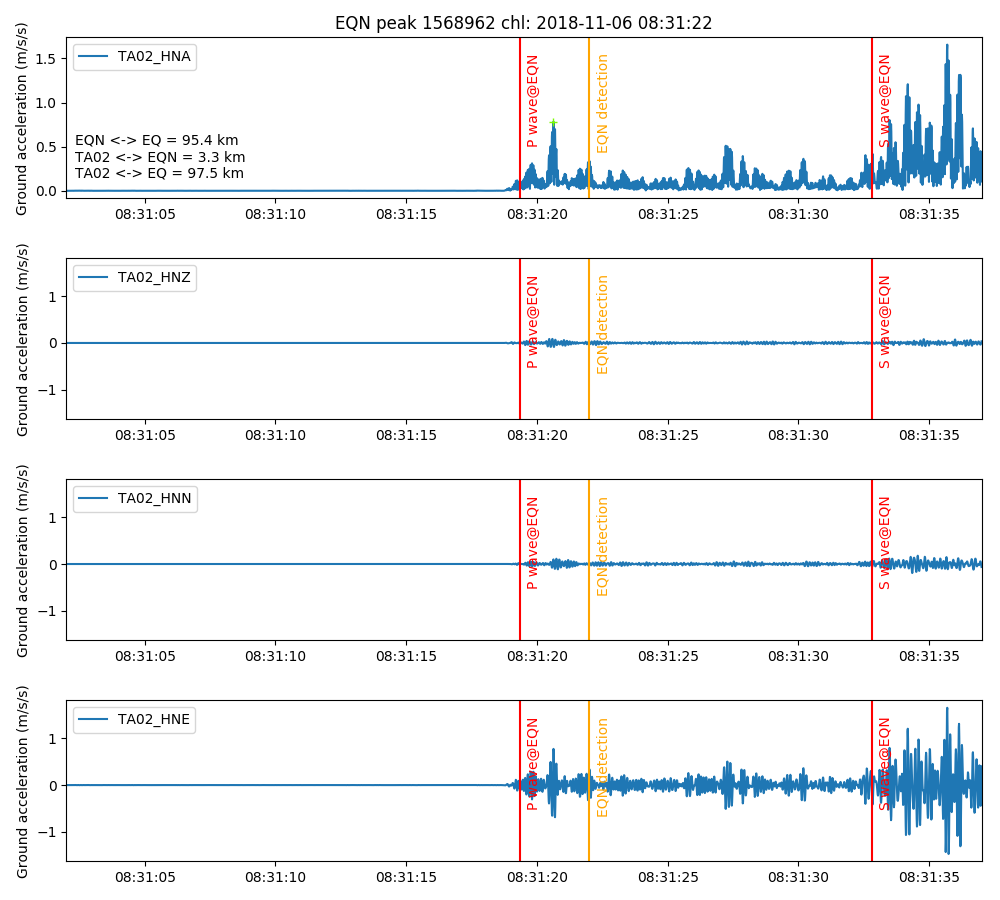 EQN peak 1568962 chl: 2018-11-06 08:31:22
Ground acceleration (m/s/s)
1.5
1.0
0.5
0.0
TA02_HNA
EQN <-> EQ = 95.4 km
TA02 <-> EQN = 3.3 km
TA02 <-> EQ = 97.5 km
P wave@EQN
EQN detection
S wave@EQN
08:31:05 08:31:10 08:31:15 08:31:20 08:31:25 08:31:30 08:31:35
Ground acceleration (m/s/s)
1
0
−1
TA02_HNZ
P wave@EQN
EQN detection
S wave@EQN
08:31:05 08:31:10 08:31:15 08:31:20 08:31:25 08:31:30 08:31:35
Ground acceleration (m/s/s)
1
0
−1
TA02_HNN
P wave@EQN
EQN detection
S wave@EQN
08:31:05 08:31:10 08:31:15 08:31:20 08:31:25 08:31:30 08:31:35
Ground acceleration (m/s/s)
1
0
−1
TA02_HNE
P wave@EQN
EQN detection
S wave@EQN
08:31:05 08:31:10 08:31:15 08:31:20 08:31:25 08:31:30 08:31:35